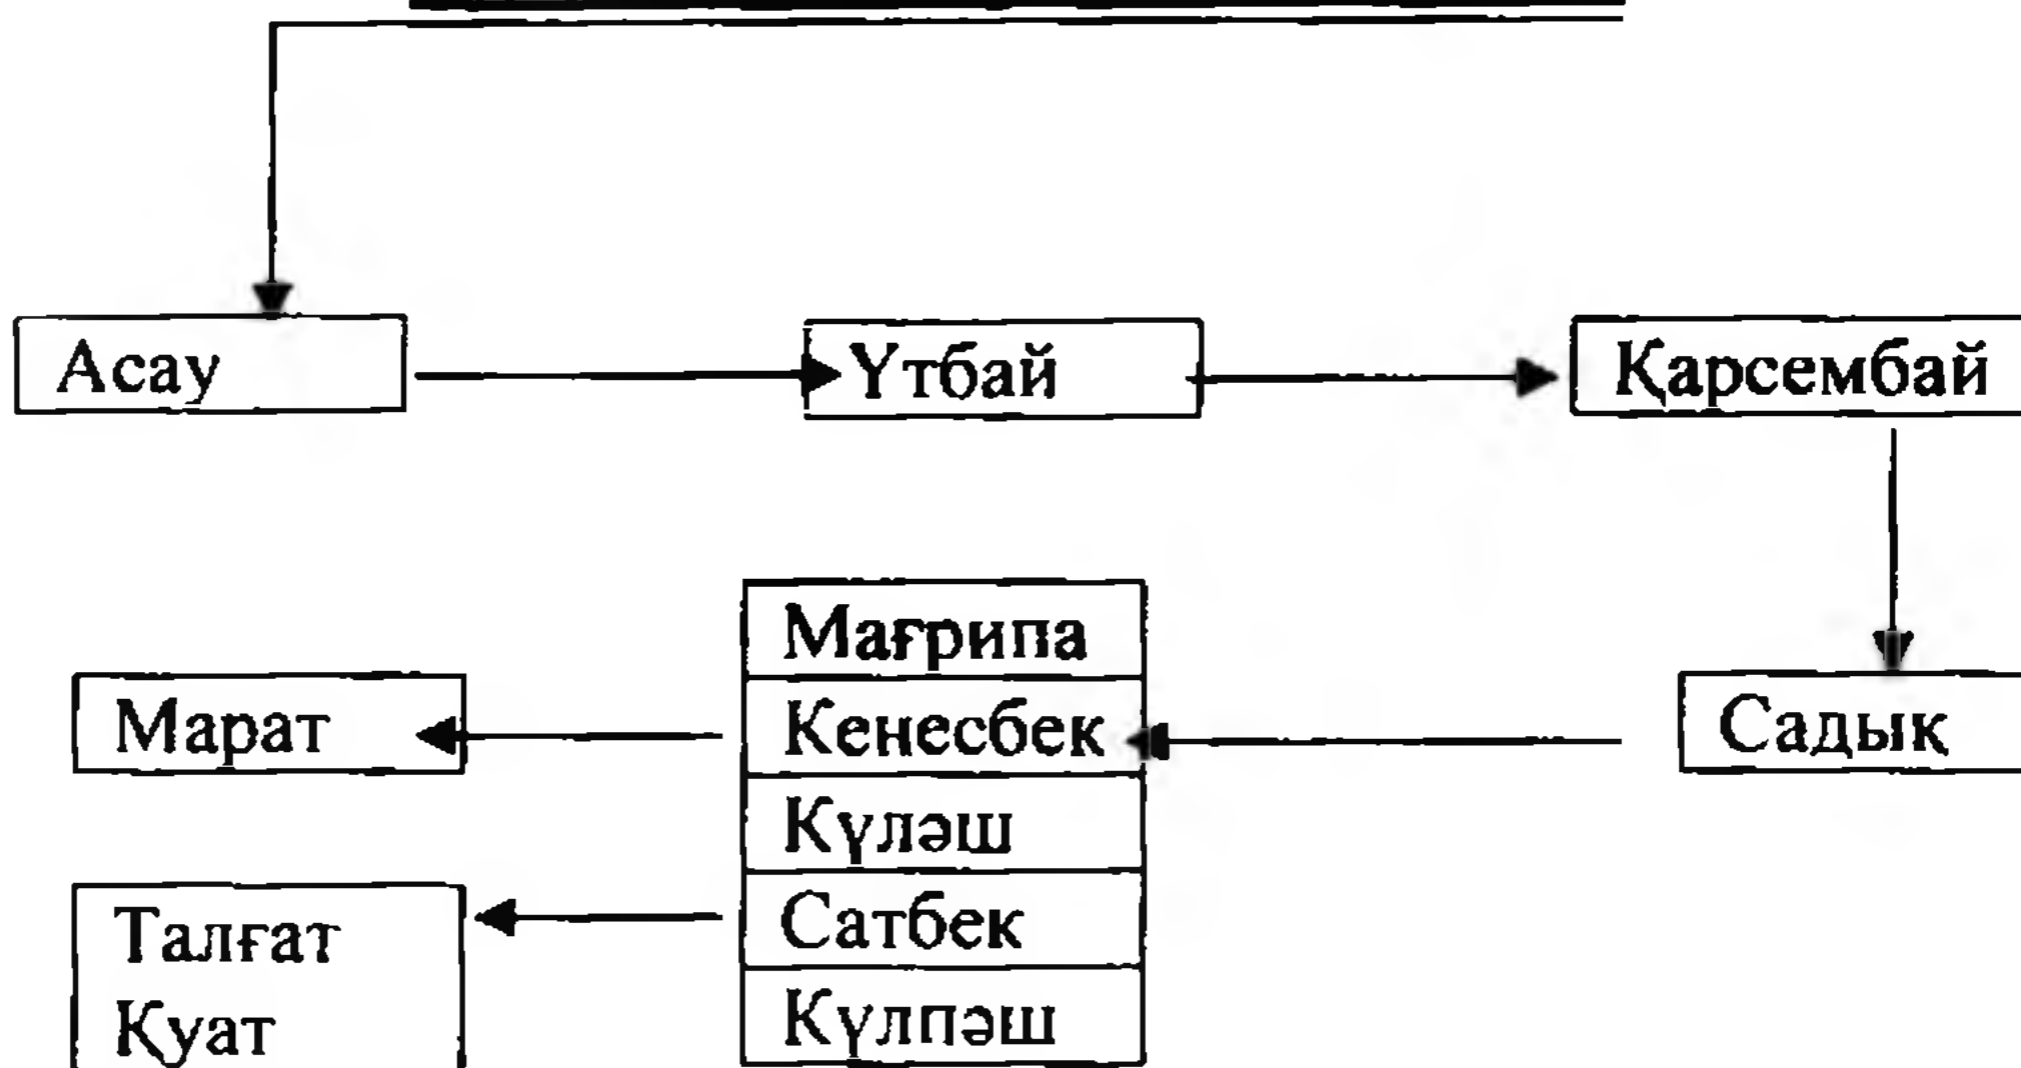 Асау
Үтбай
Қарсембай
Мағрипа
Марат
Кенесбек
Садық
Күләш
Талғат
Сатбек
Қуат
Күлпәш